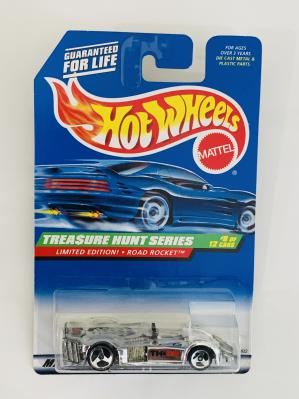 GUARANTEED
FOR LIFE
FOR AGES
OVER 3 YEARS
DIE CAST METAL &
PLASTIC PARTS
Hot Wheels
MATTEL
TREASURE HUNT SERIES
#8 OF
12 CARS
LIMITED EDITION! • ROAD ROCKET™